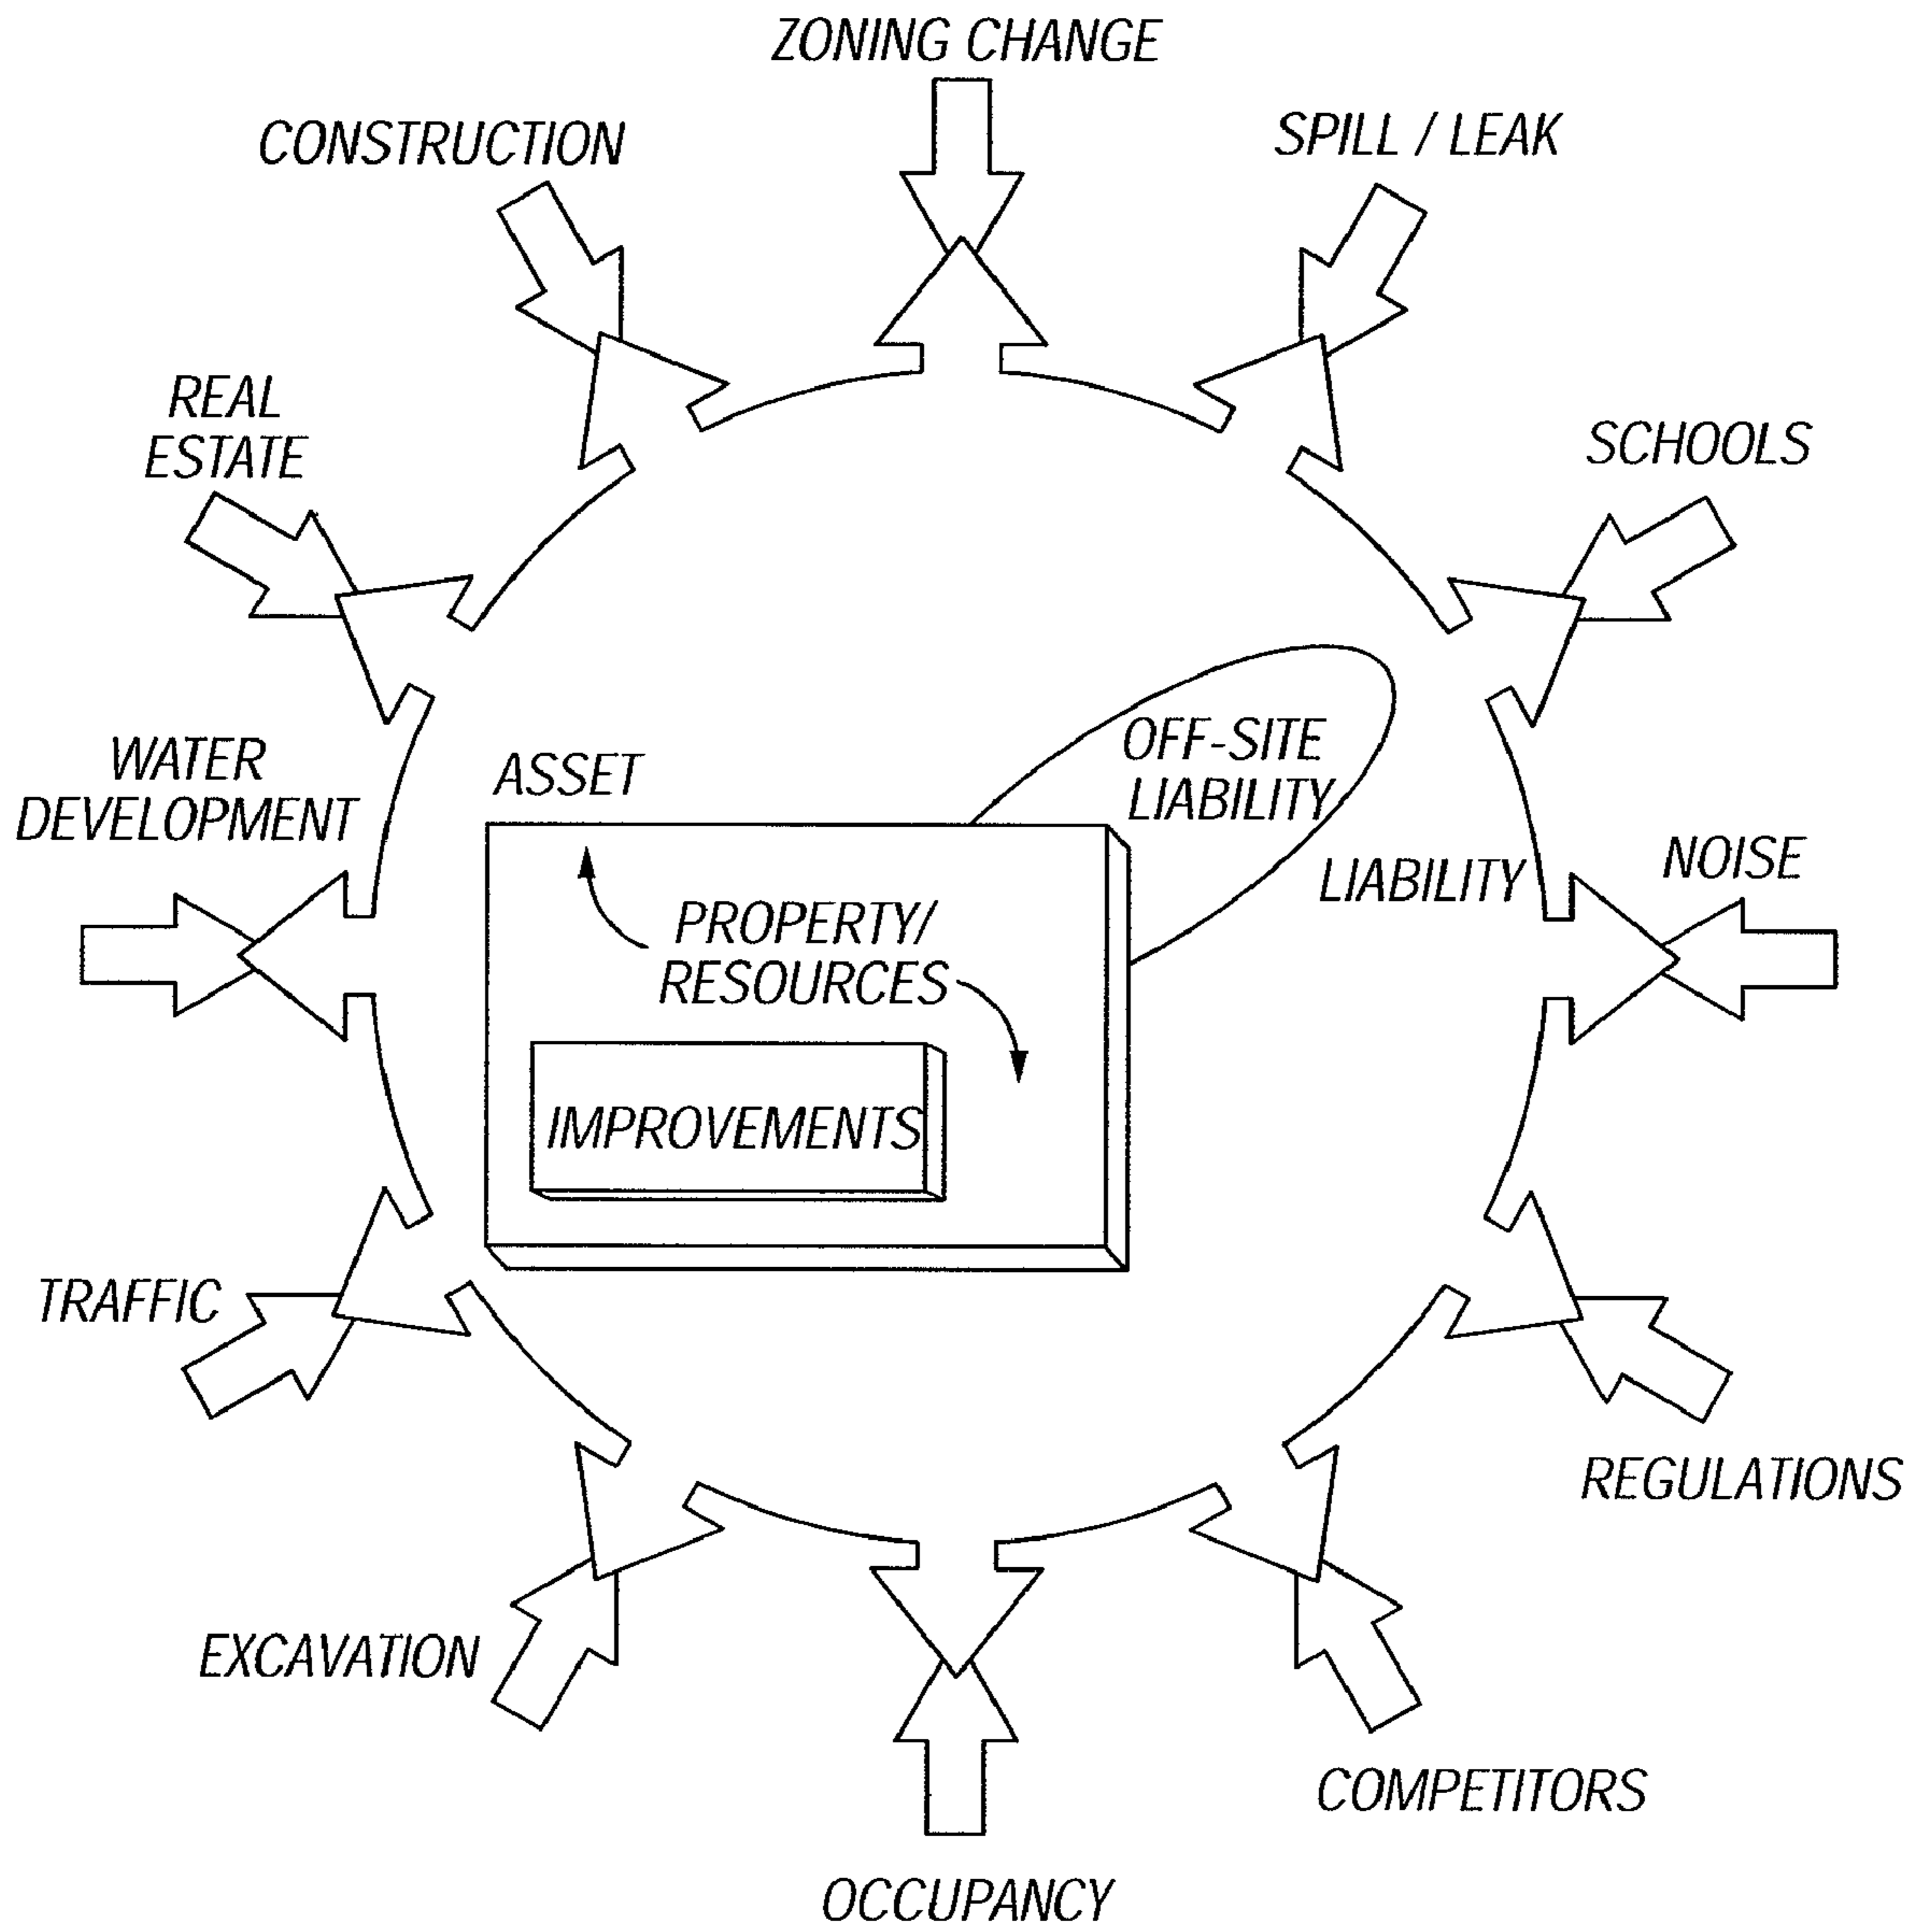 ZONING CHANGE
CONSTRUCTION
SPILL / LEAK
REAL
ESTATE
SCHOOLS
WATER
DEVELOPMENT
ASSET
OFF-SITE
LIABILITY
LIABILITY
NOISE
PROPERTY/
RESOURCES
IMPROVEMENTS
TRAFFIC
REGULATIONS
EXCAVATION
COMPETITORS
OCCUPANCY